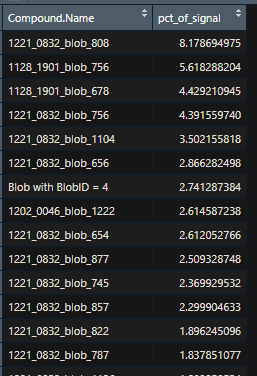 Compound.Name pct_of_signal
1221_0832_blob_808 8.178694975
1128_1901_blob_756 5.618288204
1128_1901_blob_678 4.429210945
1221_0832_blob_756 4.391559740
1221_0832_blob_1104 3.502155818
1221_0832_blob_656 2.866282498
Blob with BlobID = 4 2.741287384
1202_0046_blob_1222 2.614587238
1221_0832_blob_654 2.612052766
1221_0832_blob_877 2.509328748
1221_0832_blob_745 2.369929532
1221_0832_blob_857 2.299904633
1221_0832_blob_822 1.896245096
1221_0832_blob_787 1.837851077